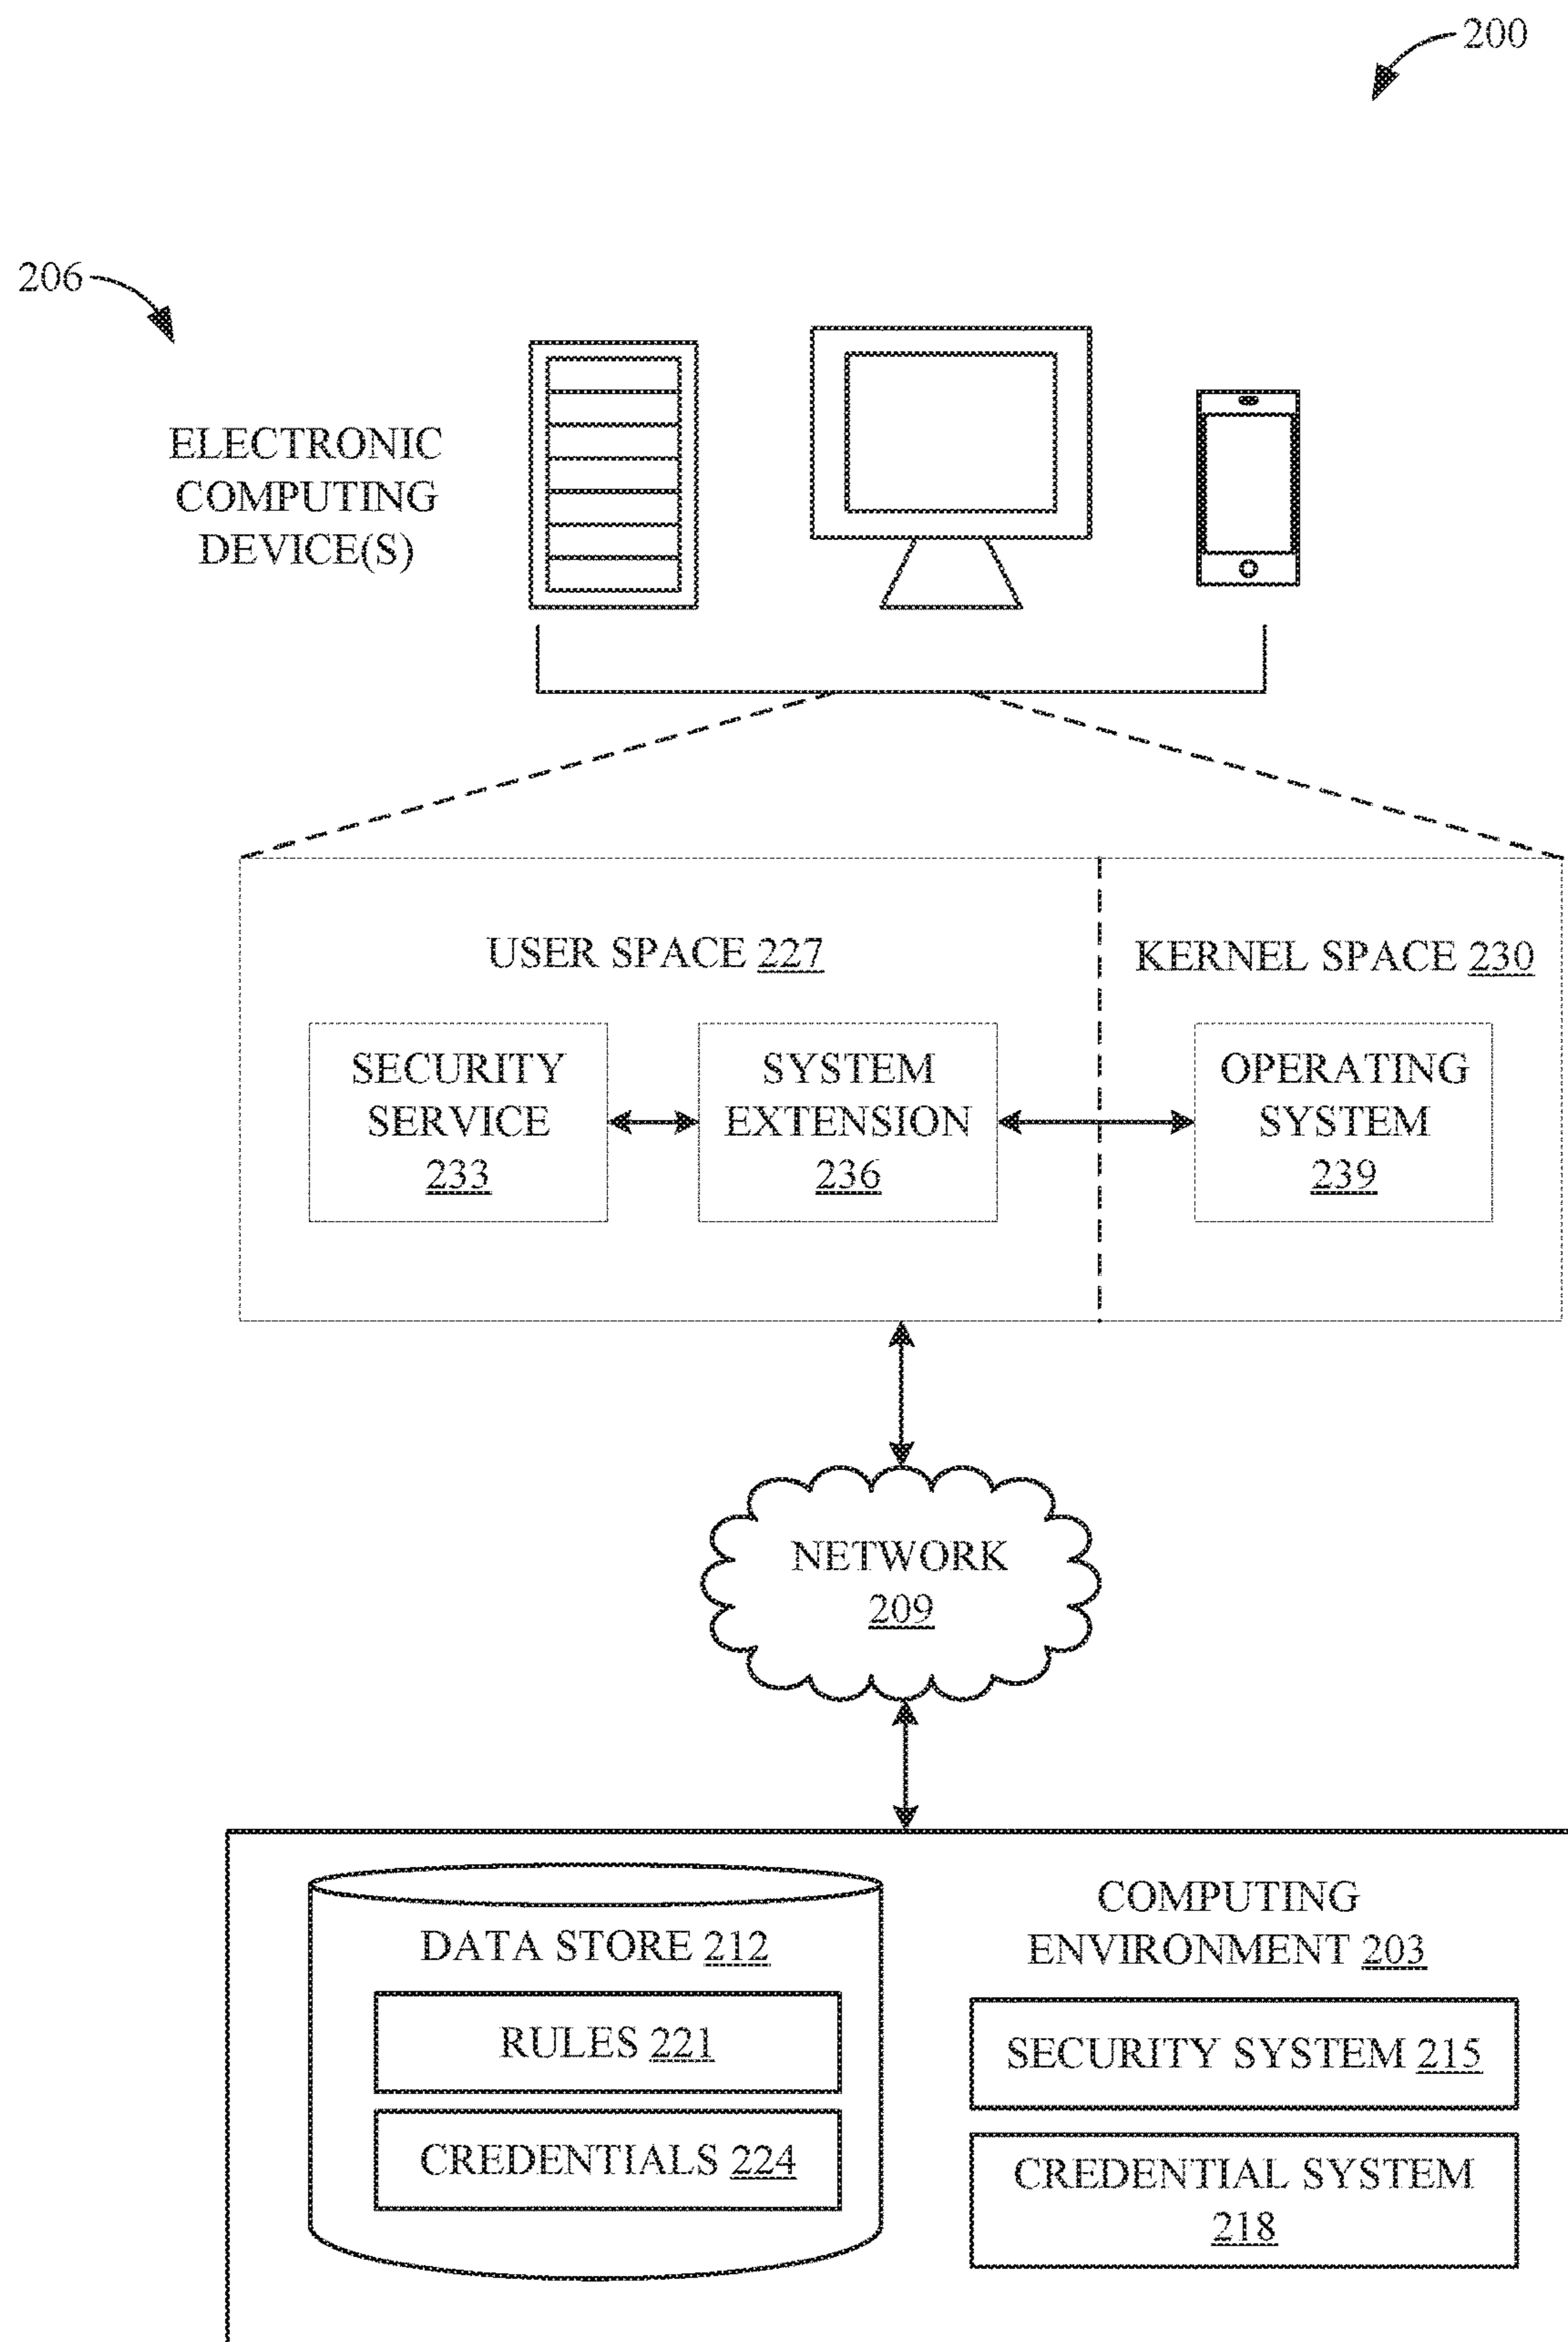 200
206
ELECTRONIC
COMPUTING
DEVICE(S)
USER SPACE 227
KERNEL SPACE 230
SECURITY
SERVICE
233
SYSTEM
EXTENSION
236
OPERATING
SYSTEM
239
NETWORK
209
DATA STORE 212
RULES 221
CREDENTIALS 224
COMPUTING
ENVIRONMENT 203
SECURITY SYSTEM 215
CREDENTIAL SYSTEM
218